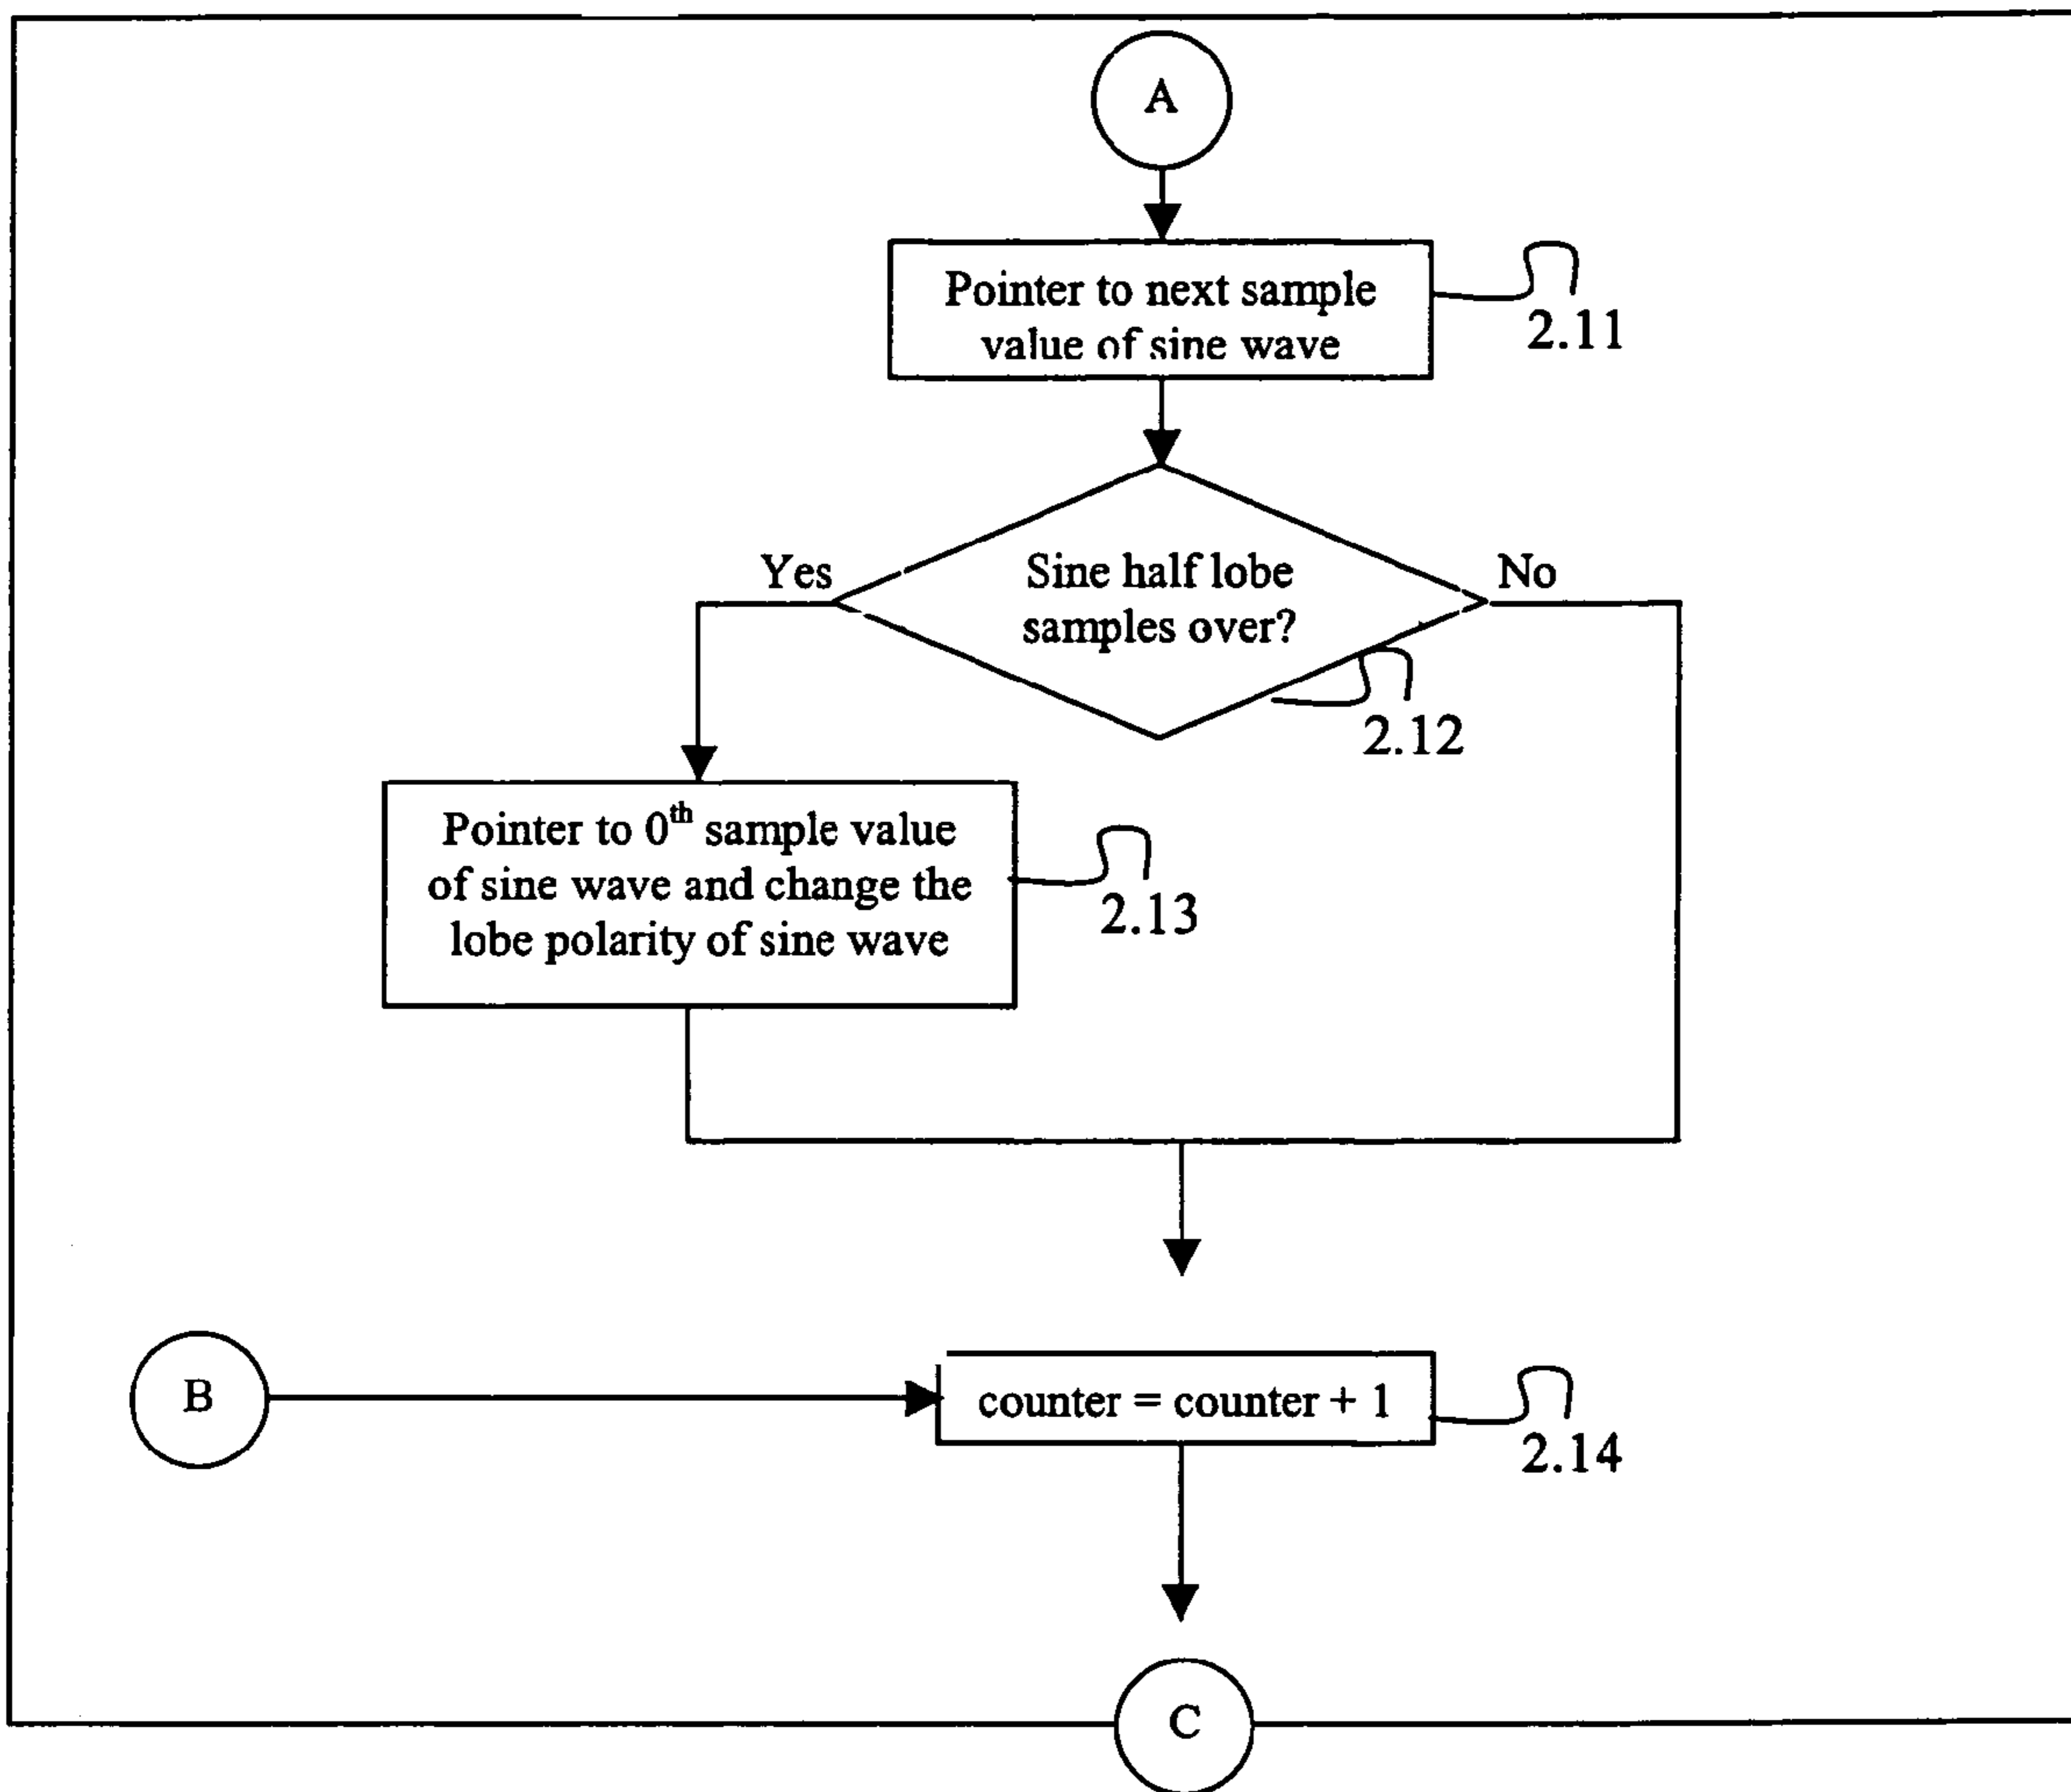 A
Pointer to next sample
value of sine wave
2.11
Yes
Sine half lobe
samples over?
No
2.12
Pointer to 0th sample value
of sine wave and change the
lobe polarity of sine wave
2.13
B
counter = counter + 1
2.14
C